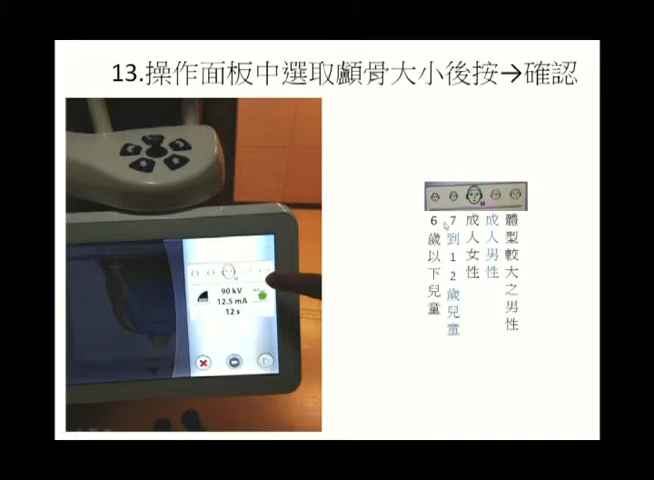 13.操作面板中選取顱骨大小後按→確認
M
6歲以下兒童
7到12歲兒童
成人女性
成人男性
體型較大之男性
90 kV
12.5 mA
12 s